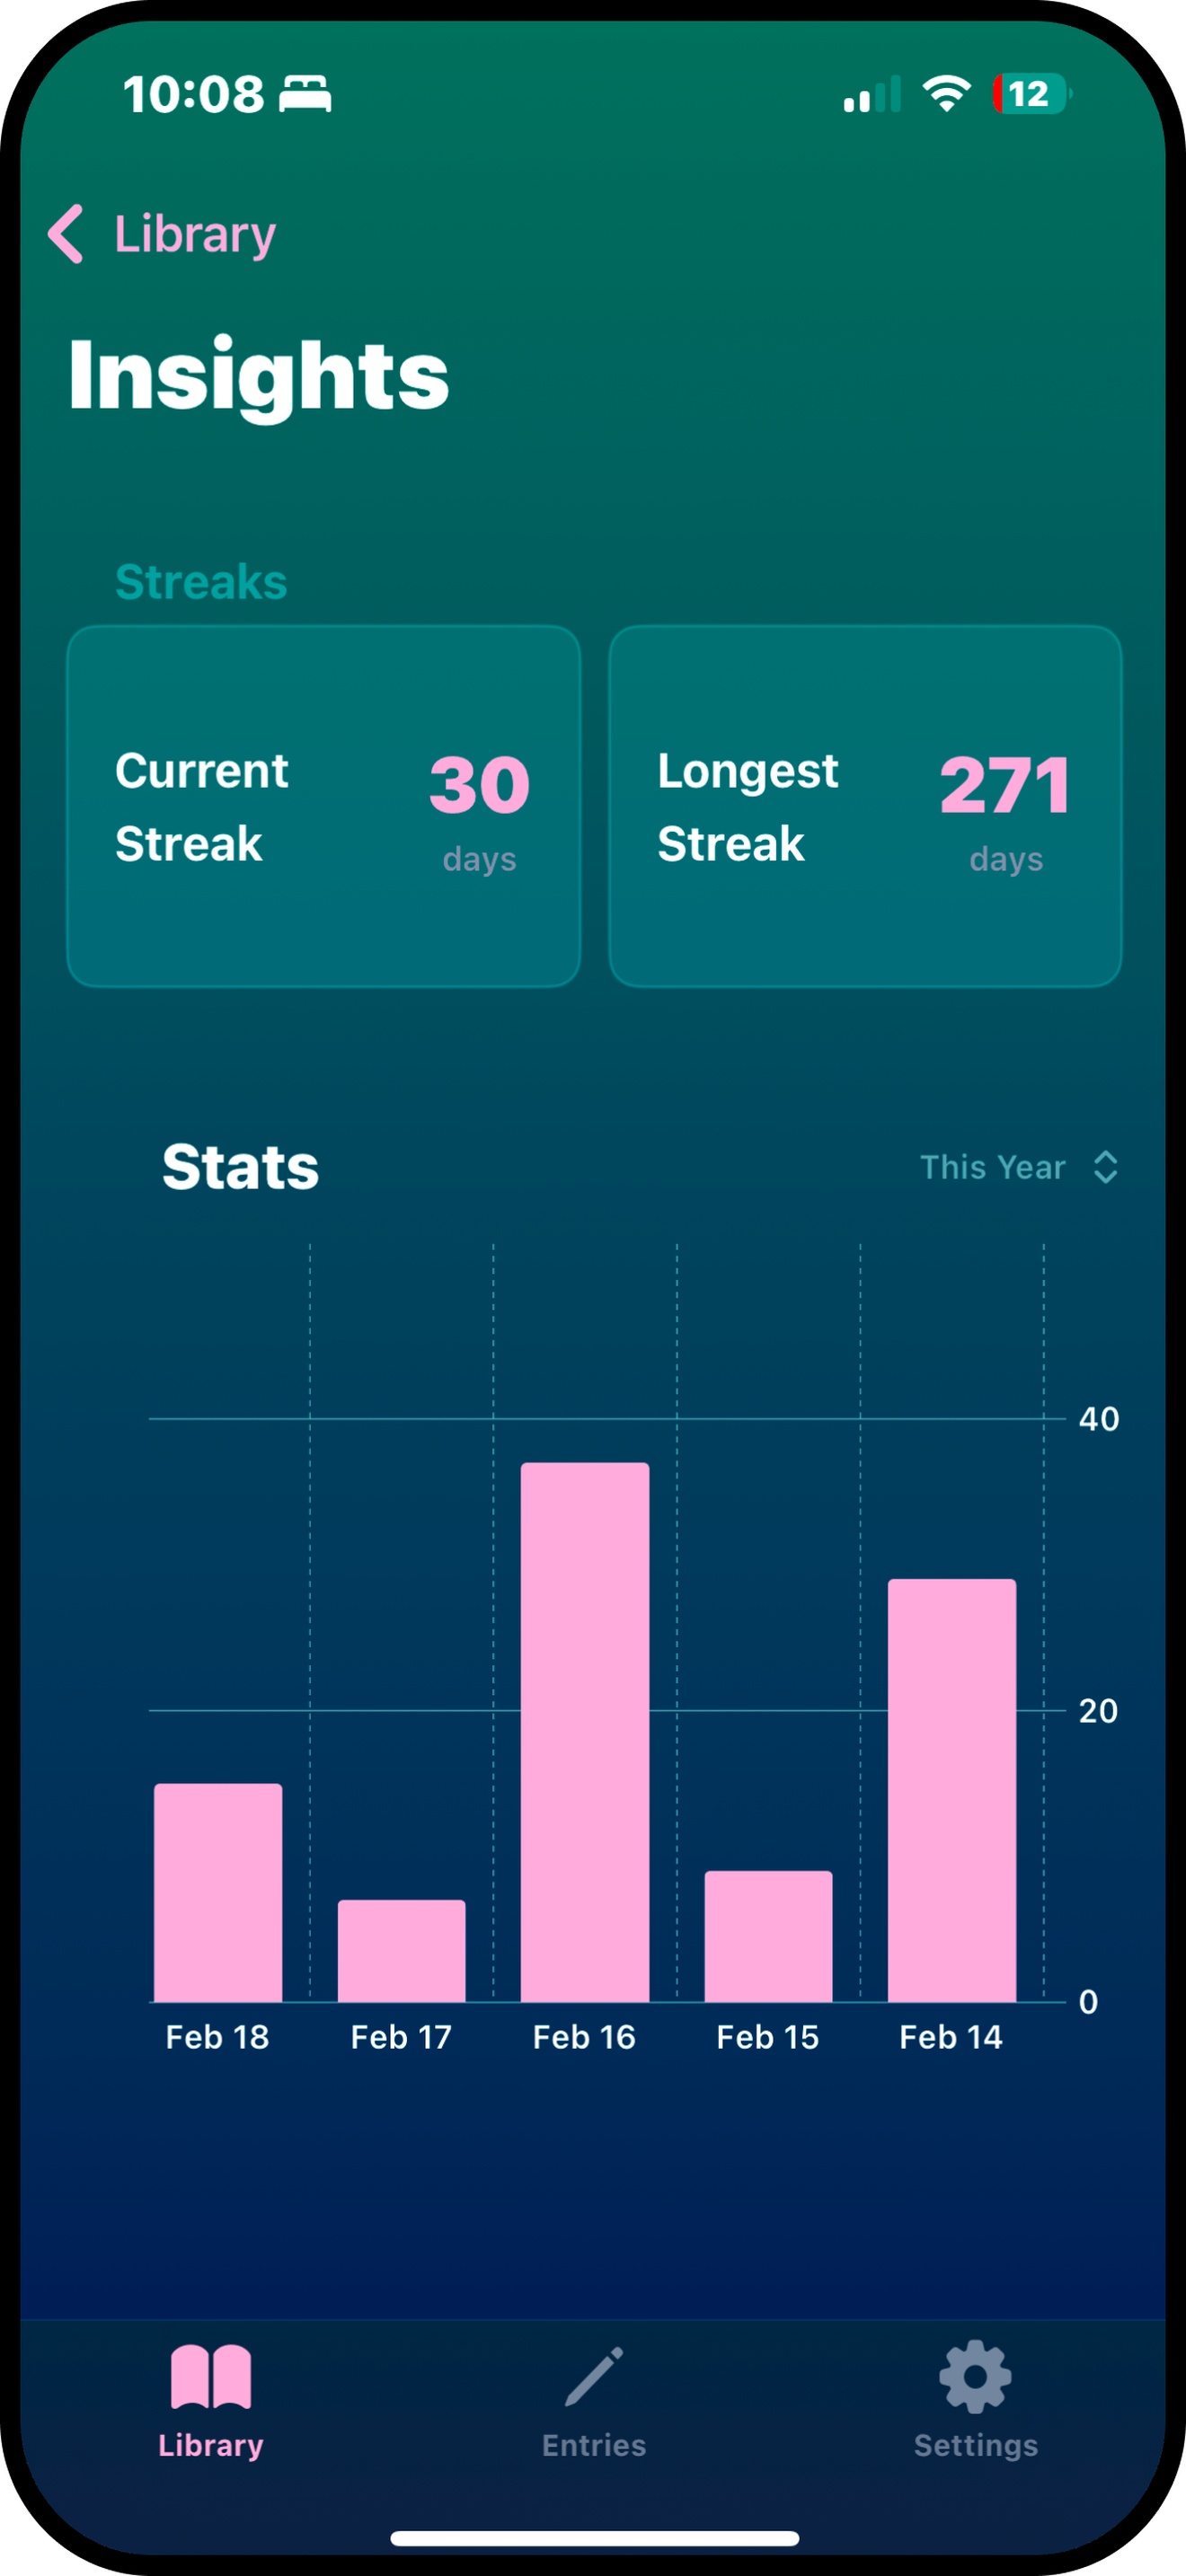 10:08
12
Library
Insights
Streaks
Current
Streak
30
days
Longest
Streak
271
days
Stats
This Year
40
20
0
Feb 18 Feb 17 Feb 16 Feb 15 Feb 14
Library Entries Settings